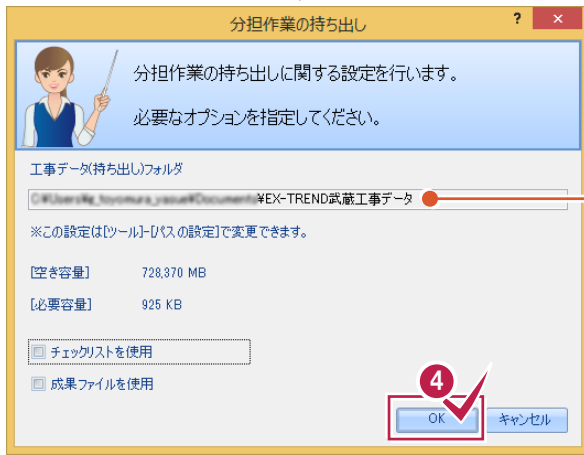 分担作業の持ち出し
? ×
分担作業の持ち出しに関する設定を行います。
必要なオプションを指定してください。
工事データ(持ち出し)フォルダ
¥EX-TREND武蔵工事データ
※この設定は[ツール]-[パスの設定]で変更できます。
[空き容量] 728,370 MB
[必要容量] 925 KB
チェックリストを使用
成果ファイルを使用
4
OK キャンセル